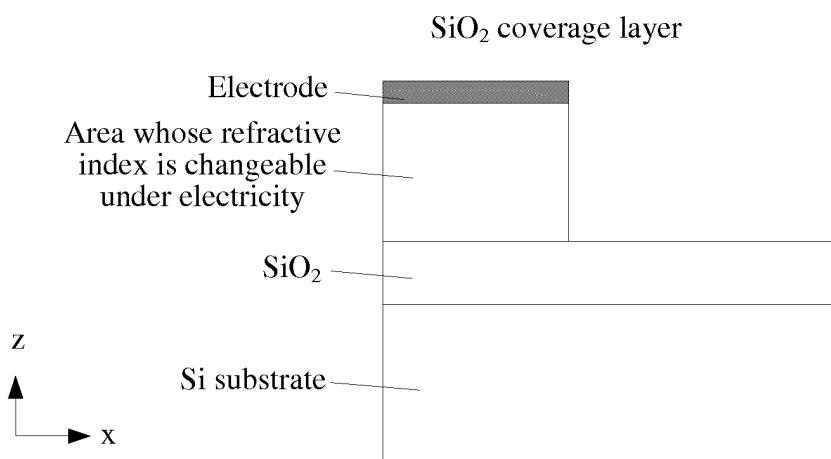 SiO₂ coverage layer
Electrode
Area whose refractive
index is changeable
under electricity
SiO₂
Si substrate
z
x